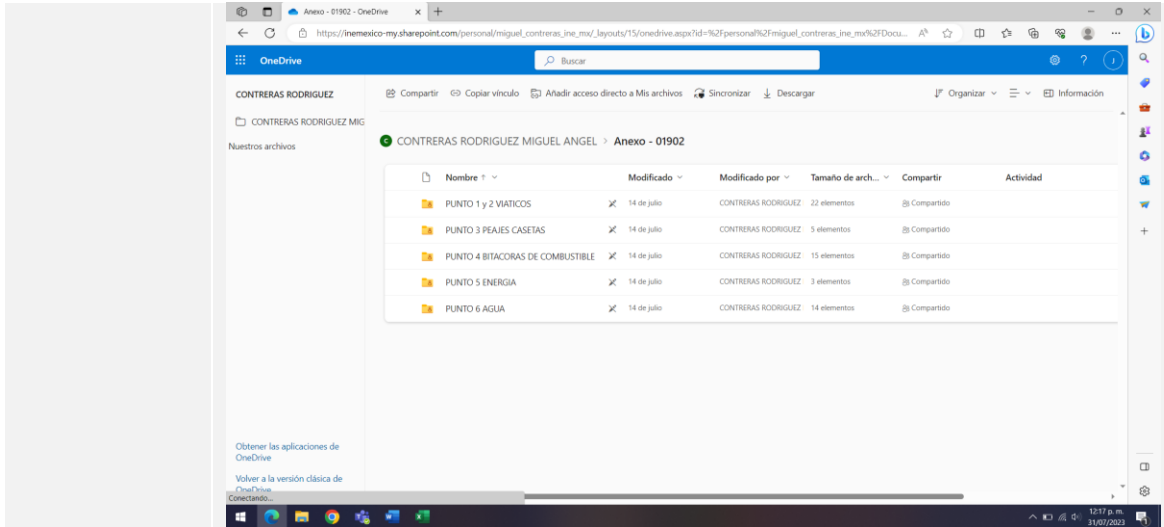 Anexo - 01902 - OneDrive
https://inemexico-my.sharepoint.com/personal/miguel_contreras_ine_mx/_layouts/15/onedrive.aspx?id=%2Fpersonal%2Fmiguel_contreras_ine_mx%2FDocu...
OneDrive
Buscar
CONTRERAS RODRIGUEZ
Compartir Copiar vínculo Añadir acceso directo a Mis archivos Sincronizar Descargar Organizar Información
CONTRERAS RODRIGUEZ MIG
Nuestros archivos
C CONTRERAS RODRIGUEZ MIGUEL ANGEL > Anexo - 01902
Nombre Modificado Modificado por Tamaño de arch... Compartir Actividad
PUNTO 1 y 2 VIATICOS 14 de julio CONTRERAS RODRIGUEZ 22 elementos Compartido
PUNTO 3 PEAJES CASETAS 14 de julio CONTRERAS RODRIGUEZ 5 elementos Compartido
PUNTO 4 BITACORAS DE COMBUSTIBLE 14 de julio CONTRERAS RODRIGUEZ 15 elementos Compartido
PUNTO 5 ENERGIA 14 de julio CONTRERAS RODRIGUEZ 3 elementos Compartido
PUNTO 6 AGUA 14 de julio CONTRERAS RODRIGUEZ 14 elementos Compartido
Obtener las aplicaciones de
OneDrive
Volver a la versión clásica de
OneDrive
Conectando...
12:17 p. m.
31/07/2023